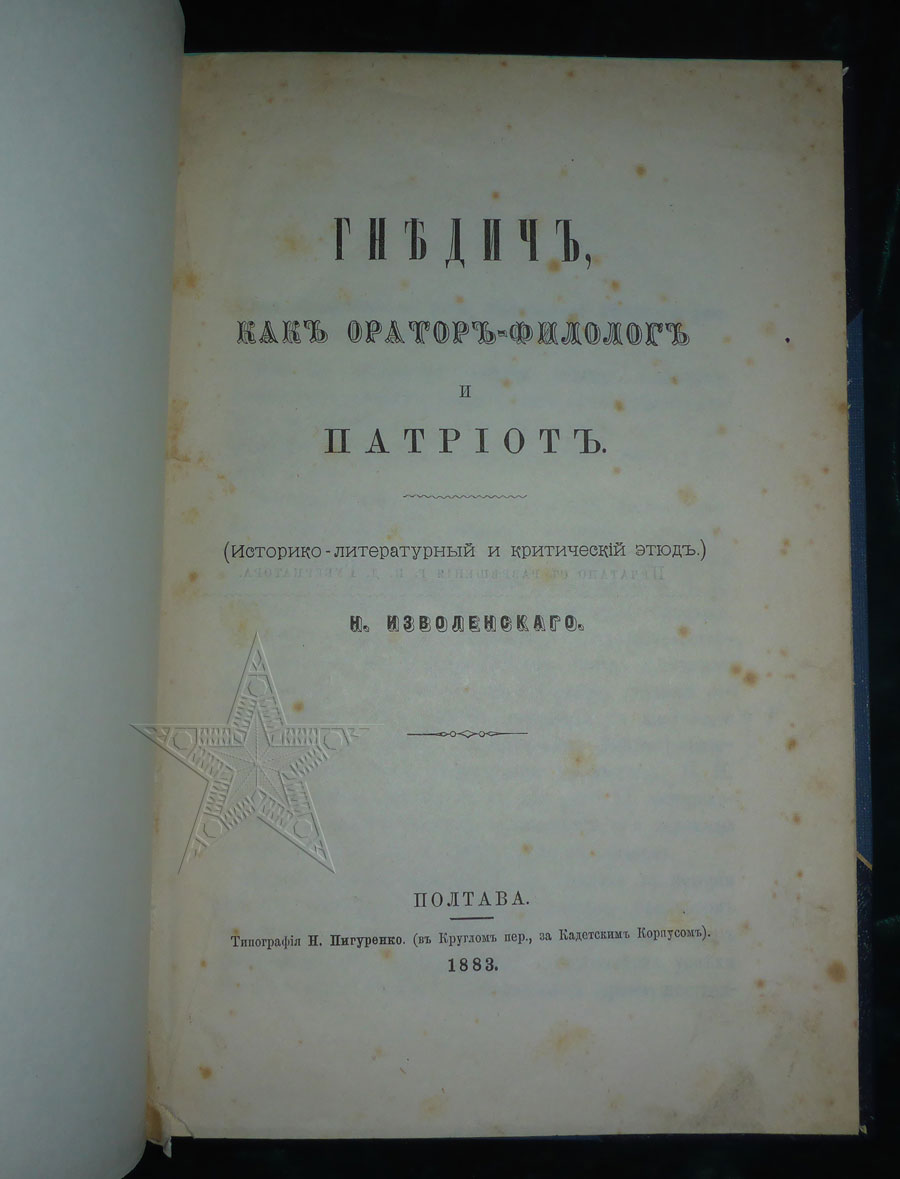 ГНѢДИЧЪ,
КАКЪ ОРАТОРЪ-ФИЛОЛОГЪ
И
ПАТРІОТЪ.
(Историко-литературный и критическій этюдъ.)
Н. ИЗВОЛЕНСКАГО.
ПОЛТАВА.
Типографія Н. Пигуренко. (въ Круглом пер., за Кадетскимъ Корпусомъ).
1883.